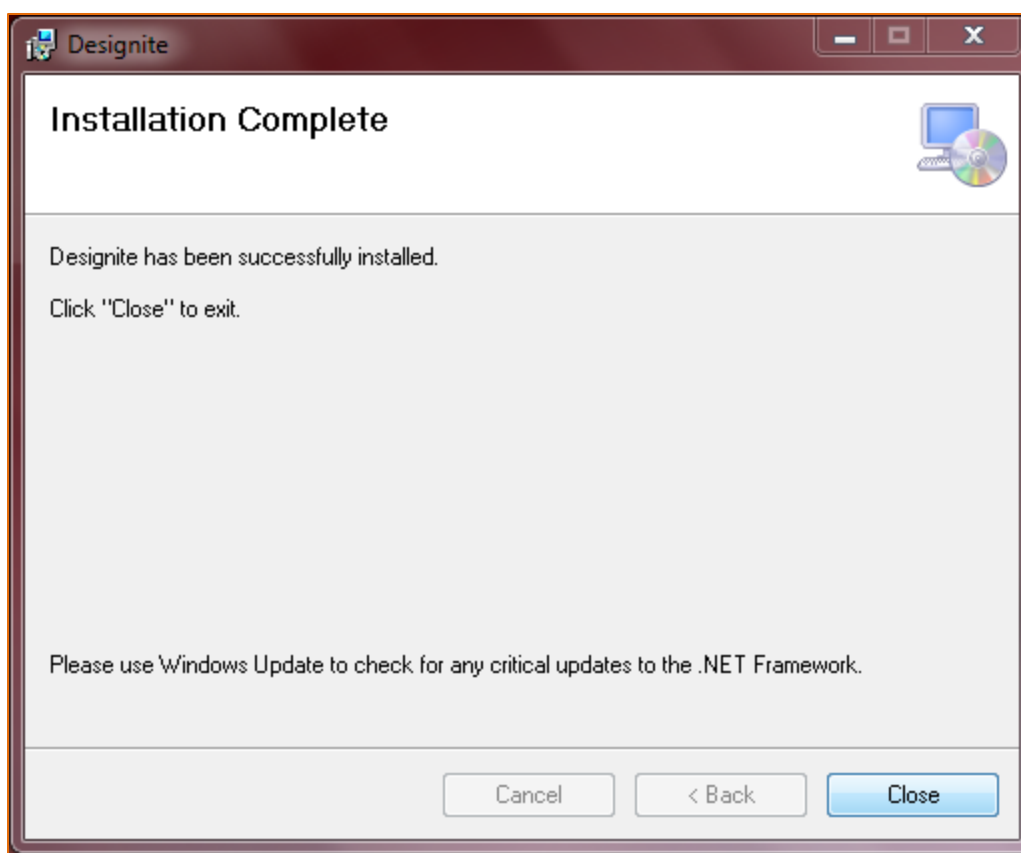 Designite
Installation Complete
Designite has been successfully installed.
Click "Close" to exit.
Please use Windows Update to check for any critical updates to the .NET Framework.
Cancel
< Back
Close